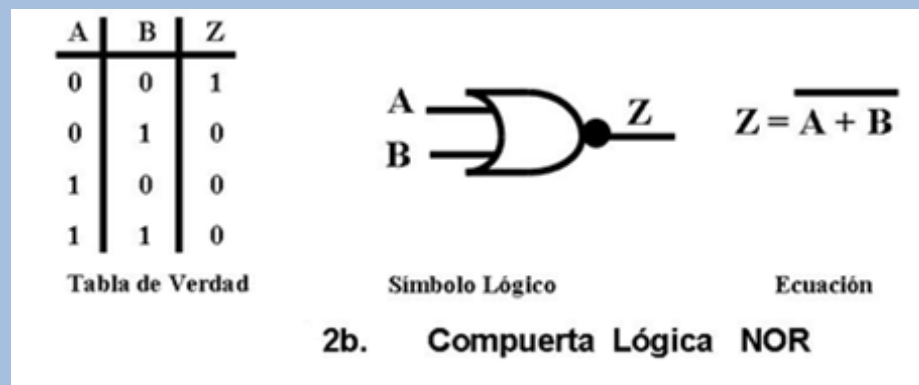 A B Z
0 0 1
0 1 0
1 0 0
1 1 0
Tabla de Verdad
A
B
Z
Símbolo Lógico
Z = A + B
Ecuación
2b. Compuerta Lógica NOR